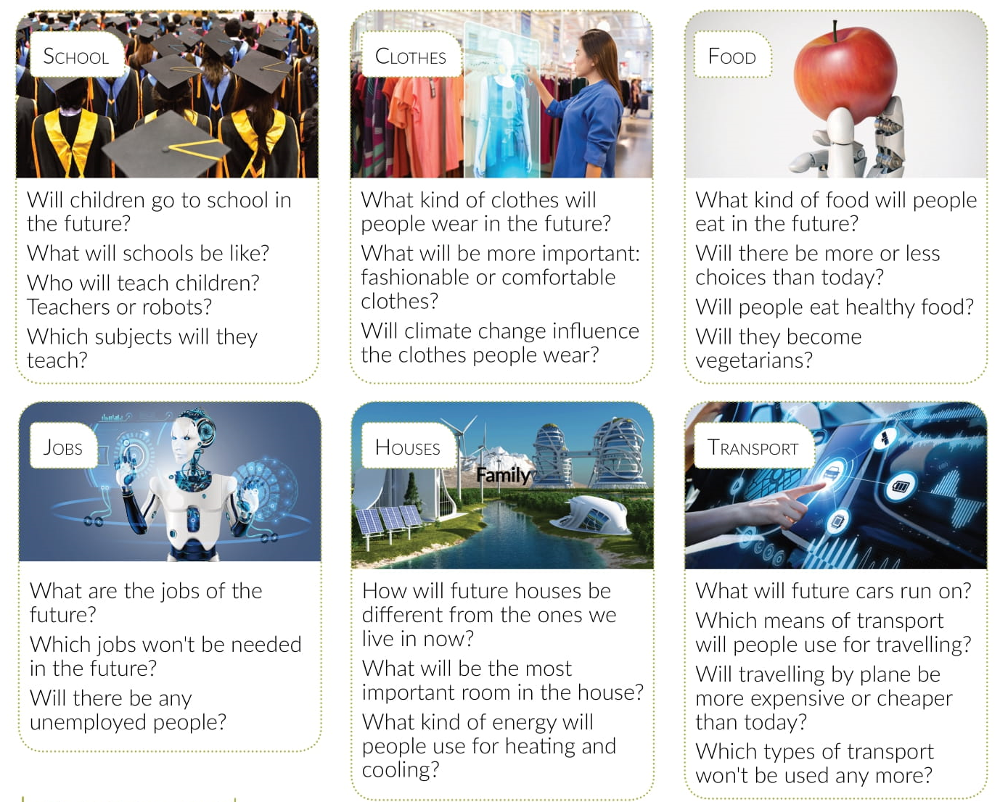 SCHOOL
Will children go to school in
the future?
What will schools be like?
Who will teach children?
Teachers or robots?
Which subjects will they
teach?
CLOTHES
What kind of clothes will
people wear in the future?
What will be more important:
fashionable or comfortable
clothes?
Will climate change influence
the clothes people wear?
FOOD
What kind of food will people
eat in the future?
Will there be more or less
choices than today?
Will people eat healthy food?
Will they become
vegetarians?
JOBS
What are the jobs of the
future?
Which jobs won't be needed
in the future?
Will there be any
unemployed people?
HOUSES
Family
How will future houses be
different from the ones we
live in now?
What will be the most
important room in the house?
What kind of energy will
people use for heating and
cooling?
TRANSPORT
What will future cars run on?
Which means of transport
will people use for travelling?
Will travelling by plane be
more expensive or cheaper
than today?
Which types of transport
won't be used any more?